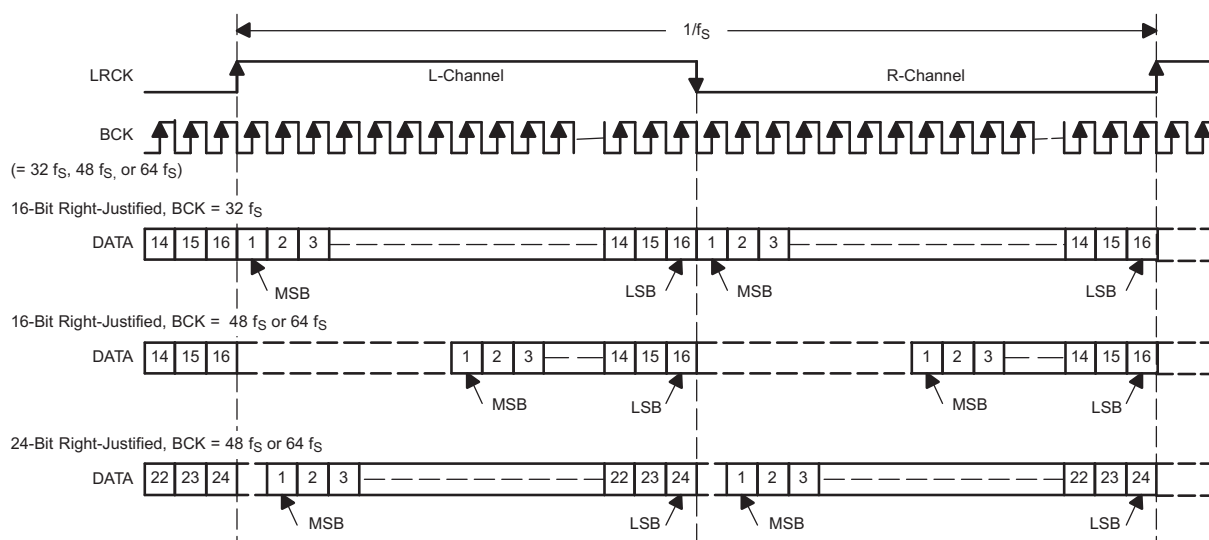 1/fS
LRCK L-Channel R-Channel
BCK
(= 32 fS, 48 fS, or 64 fS)
16-Bit Right-Justified, BCK = 32 fS
DATA 14 15 16 1 2 3 14 15 16 1 2 3 14 15 16
MSB LSB MSB LSB
16-Bit Right-Justified, BCK = 48 fS or 64 fS
DATA 14 15 16 1 2 3 14 15 16 1 2 3 14 15 16
MSB LSB MSB LSB
24-Bit Right-Justified, BCK = 48 fS or 64 fS
DATA 22 23 24 1 2 3 22 23 24 1 2 3 22 23 24
MSB LSB MSB LSB